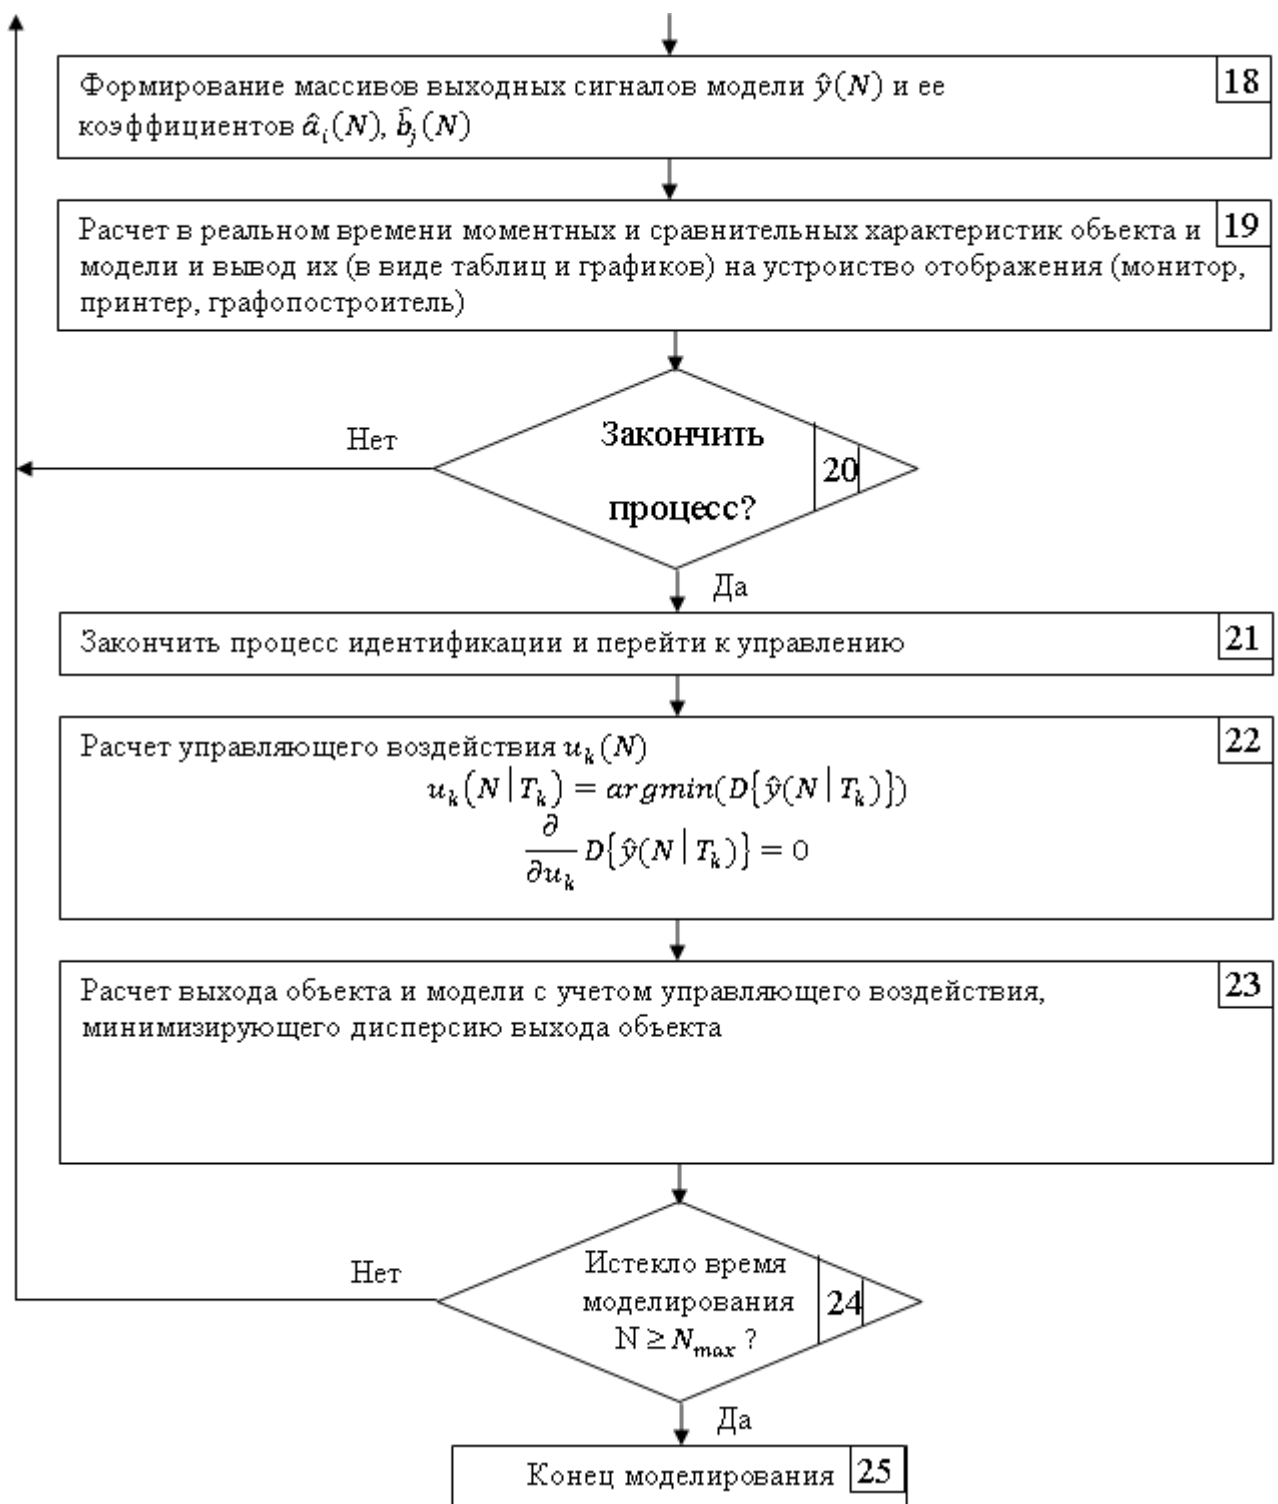 Формирование массивов выходных сигналов модели ŷ(N) и ее 18
коэффициентов âᵢ(N), b̂ⱼ(N)
Расчет в реальном времени моментных и сравнительных характеристик объекта и 19
модели и вывод их (в виде таблиц и графиков) на устроиство отображения (монитор,
принтер, графопостроитель)
Нет
Закончить
20
процесс?
Да
Закончить процесс идентификации и перейти к управлению 21
Расчет управляющего воздействия uₖ(N) 22
uₖ(N|Tₖ) = argmin(D{ŷ(N|Tₖ)})
∂/∂uₖ D{ŷ(N|Tₖ)} = 0
Расчет выхода объекта и модели с учетом управляющего воздействия, 23
минимизирующего дисперсию выхода объекта
Нет
Истекло время
моделирования 24
N ≥ Nₘₐₓ ?
Да
Конец моделирования 25